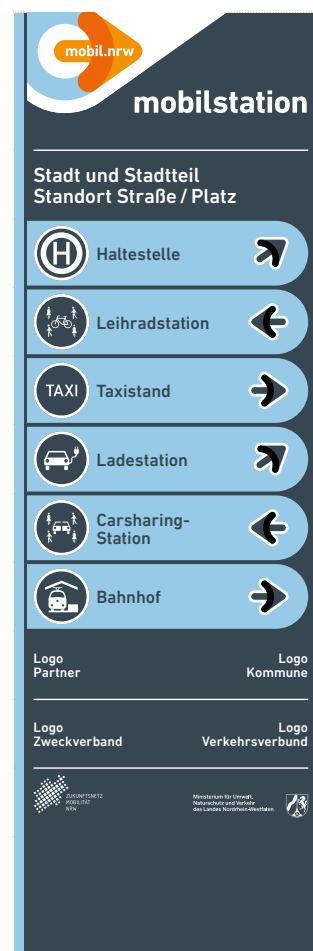 mobil.nrw
mobilstation
Stadt und Stadtteil
Standort Straße / Platz
H
Haltestelle
Leihradstation
TAXI
Taxistand
Ladestation
Carsharing-
Station
Bahnhof
Logo
Partner
Logo
Kommune
Logo
Zweckverband
Logo
Verkehrsverbund
ZUKUNFTSNETZ
MOBILITÄT
NRW
Ministerium für Umwelt,
Naturschutz und Verkehr
des Landes Nordrhein-Westfalen